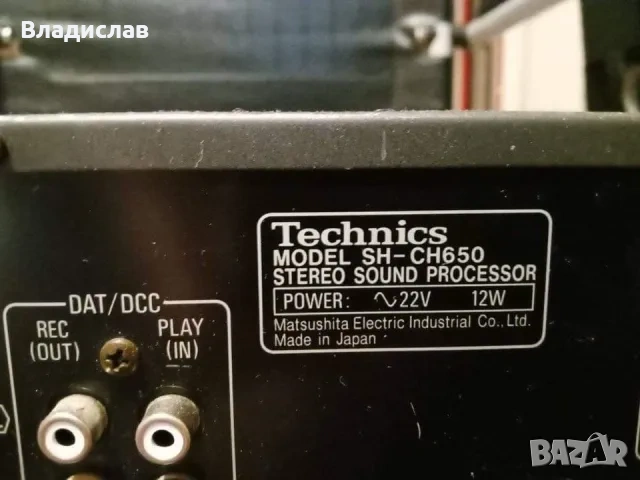 Владислав
Technics
MODEL SH-CH650
STEREO SOUND PROCESSOR
POWER: ∿22V 12W
Matsushita Electric Industrial Co., Ltd.
Made in Japan
DAT/DCC
REC PLAY
(OUT) (IN)
BAZAR